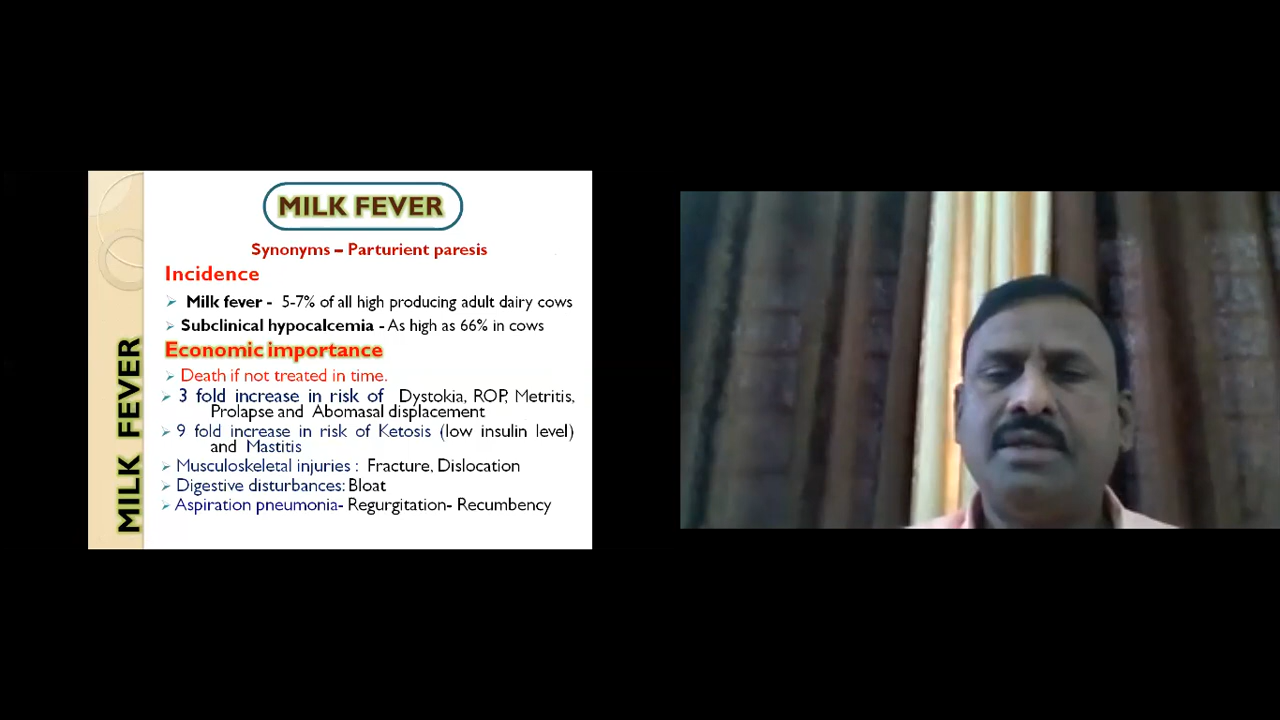 MILK FEVER
MILK FEVER
Synonyms – Parturient paresis
Incidence
Milk fever - 5-7% of all high producing adult dairy cows
Subclinical hypocalcemia - As high as 66% in cows
Economic importance
Death if not treated in time.
3 fold increase in risk of Dystokia, ROP, Metritis,
Prolapse and Abomasal displacement
9 fold increase in risk of Ketosis (low insulin level)
and Mastitis
Musculoskeletal injuries : Fracture, Dislocation
Digestive disturbances: Bloat
Aspiration pneumonia- Regurgitation- Recumbency